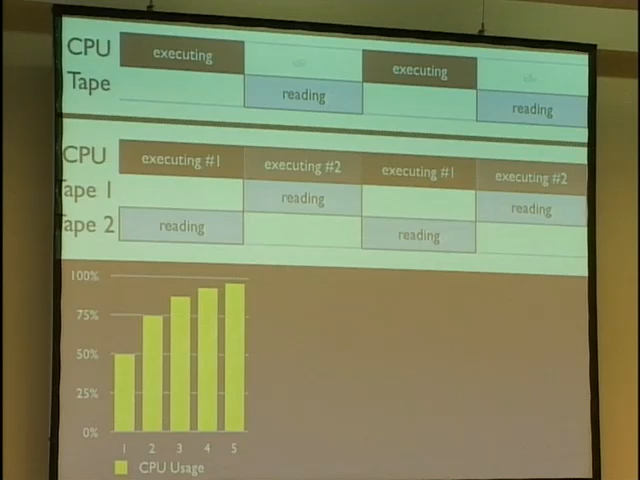 CPU executing executing
Tape reading reading
CPU executing #1 executing #2 executing #1 executing #2
Tape 1 reading reading
Tape 2 reading reading
100%
75%
50%
25%
0%
1 2 3 4 5
CPU Usage